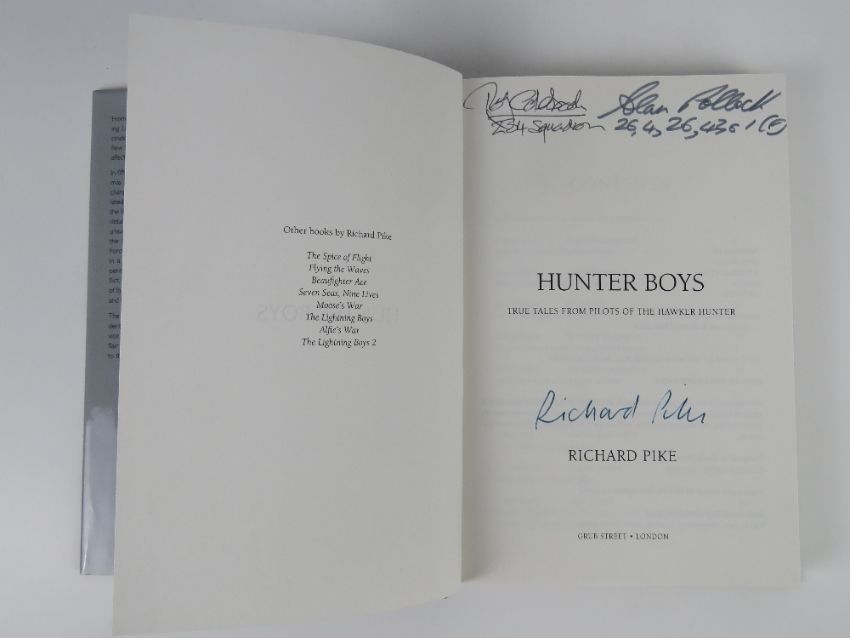 Other books by Richard Pike
The Spice of Flight
Flying the Waves
Beaufighter Ace
Seven Seas, Nine Lives
Moose's War
The Lightning Boys
Alfie's War
The Lightning Boys 2
Alan Pollock
234 Squadron 26, 4, 26, 43 & 1 (F)
HUNTER BOYS
TRUE TALES FROM PILOTS OF THE HAWKER HUNTER
Richard Pike
RICHARD PIKE
GRUB STREET • LONDON